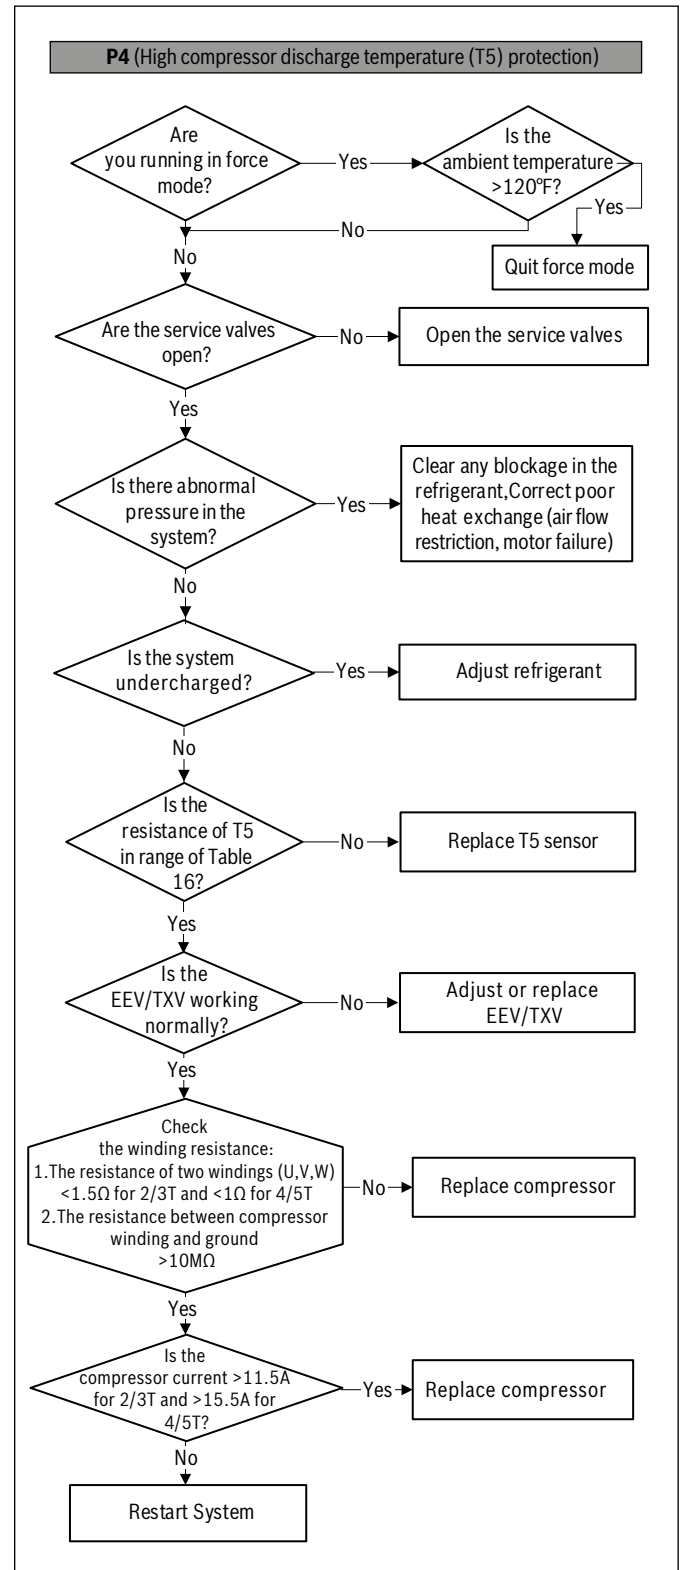 P4 (High compressor discharge temperature (T5) protection)
Are
you running in force
mode?
Yes
Is the
ambient temperature
>120°F?
Yes
No
No
Quit force mode
Are the service valves
open?
No
Open the service valves
Yes
Is there abnormal
pressure in the
system?
Yes
Clear any blockage in the
refrigerant,Correct poor
heat exchange (air flow
restriction, motor failure)
No
Is the system
undercharged?
Yes
Adjust refrigerant
No
Is the
resistance of T5
in range of Table
16?
No
Replace T5 sensor
Yes
Is the
EEV/TXV working
normally?
No
Adjust or replace
EEV/TXV
Yes
Check
the winding resistance:
1.The resistance of two windings (U,V,W)
<1.5Ω for 2/3T and <1Ω for 4/5T
2.The resistance between compressor
winding and ground
>10MΩ
No
Replace compressor
Yes
Is the
compressor current >11.5A
for 2/3T and >15.5A for
4/5T?
Yes
Replace compressor
No
Restart System